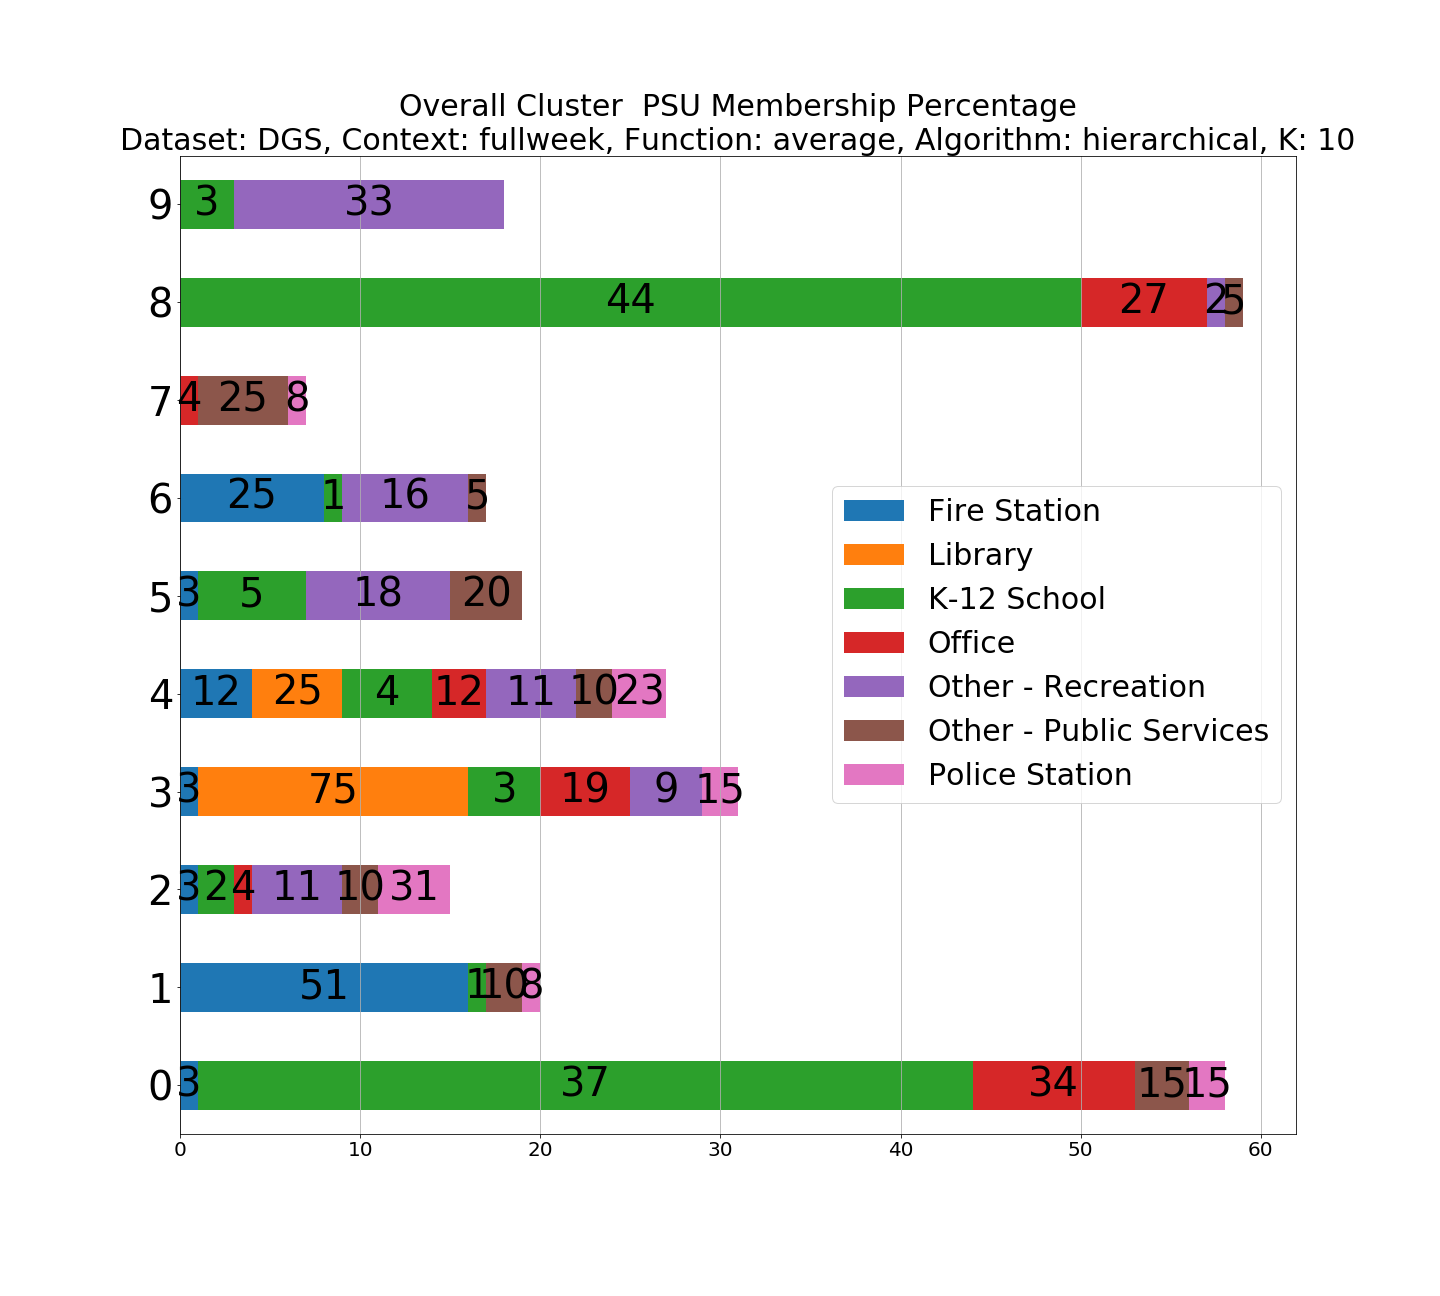 Overall Cluster  PSU Membership Percentage
Dataset: DGS, Context: fullweek, Function: average, Algorithm: hierarchical, K: 10
9 3 33
8 44 27 2 5
7 4 25 8
6 25 1 16 5
5 3 5 18 20
4 12 25 4 12 11 10 23
3 3 75 3 19 9 15
2 3 2 4 11 10 31
1 51 1 10 8
0 3 37 34 15 15
0 10 20 30 40 50 60
Fire Station
Library
K-12 School
Office
Other - Recreation
Other - Public Services
Police Station